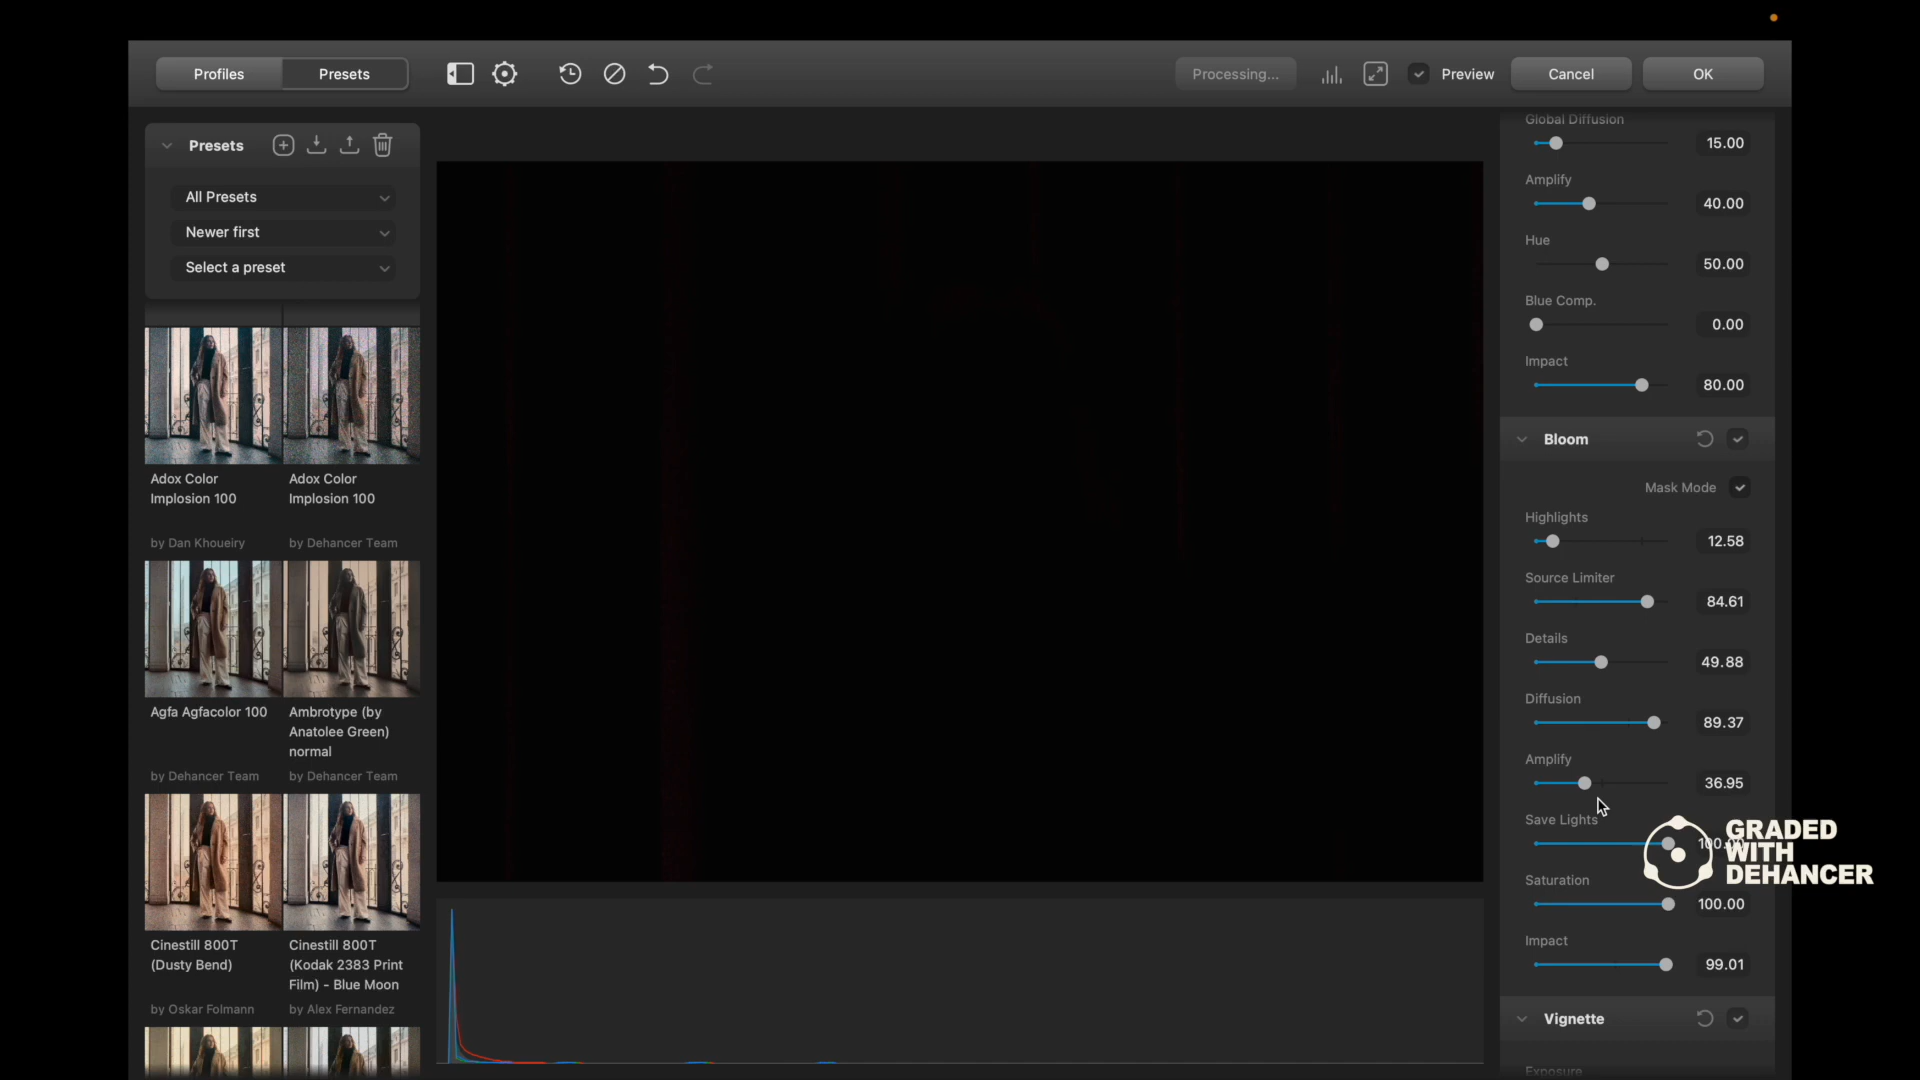 Profiles
Presets
Processing...
Preview
Cancel
OK
Presets
All Presets
Newer first
Select a preset
Adox Color
Implosion 100
by Dan Khoueiry
Adox Color
Implosion 100
by Dehancer Team
Agfa Agfacolor 100
by Dehancer Team
Ambrotype (by
Anatolee Green)
normal
by Dehancer Team
Cinestill 800T
(Dusty Bend)
by Oskar Folmann
Cinestill 800T
(Kodak 2383 Print
Film) - Blue Moon
by Alex Fernandez
Global Diffusion
15.00
Amplify
40.00
Hue
50.00
Blue Comp.
0.00
Impact
80.00
Bloom
Mask Mode
Highlights
12.58
Source Limiter
84.61
Details
49.88
Diffusion
89.37
Amplify
36.95
Save Lights
100.00
Saturation
100.00
Impact
99.01
Vignette
Exposure
GRADED
WITH
DEHANCER